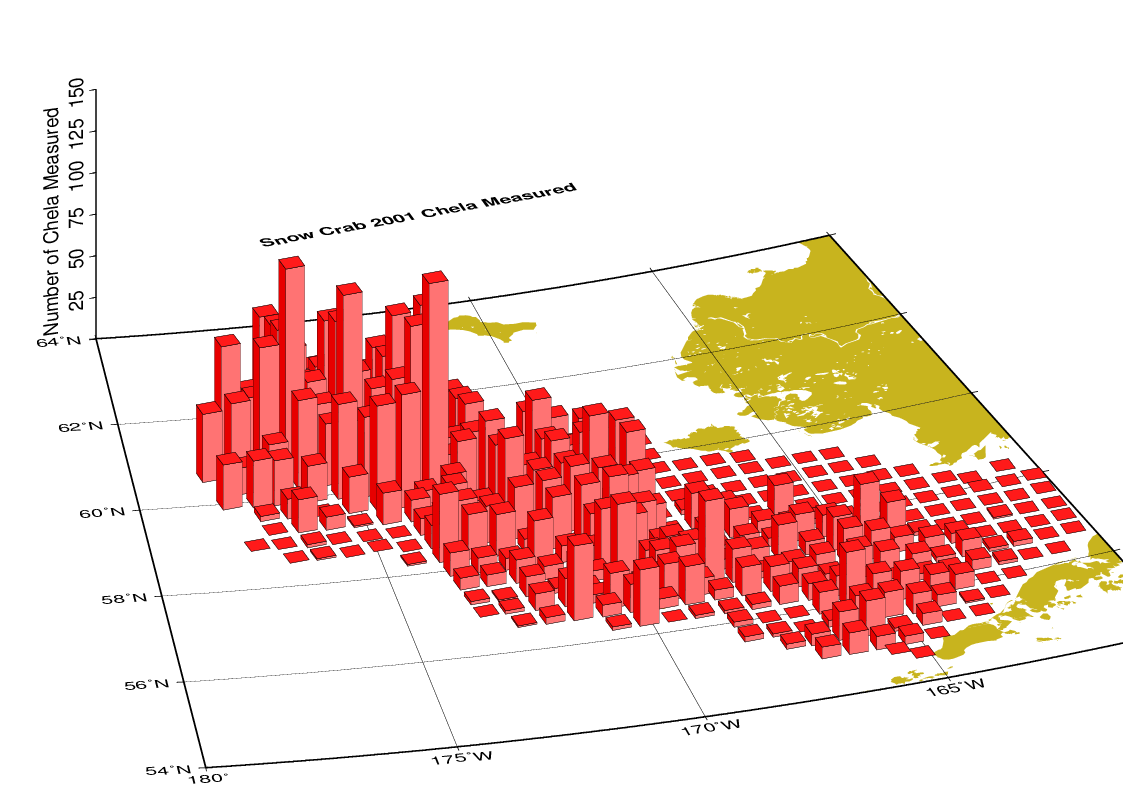 150
125
100
75
50
25
Number of Chela Measured
Snow Crab 2001 Chela Measured
64°N
62°N
60°N
58°N
56°N
54°N
180°
175°W
170°W
165°W